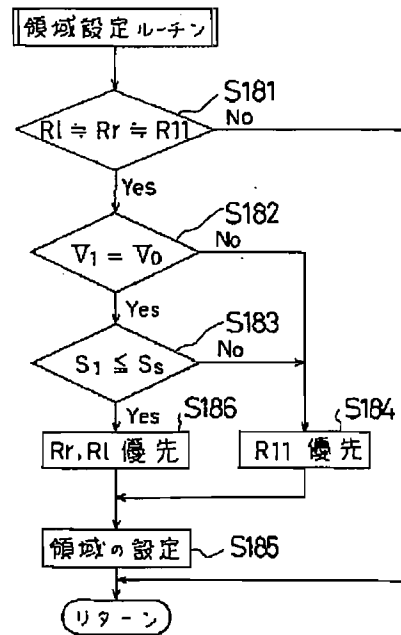 領域設定ルーチン
S181
Rl ≒ Rr ≒ R11
No
Yes
S182
V̅₁ = V̅₀
No
Yes
S183
S₁ ≦ Sₛ
No
Yes
S186
S184
Rr, Rl 優先
R11 優先
領域の設定
S185
リターン